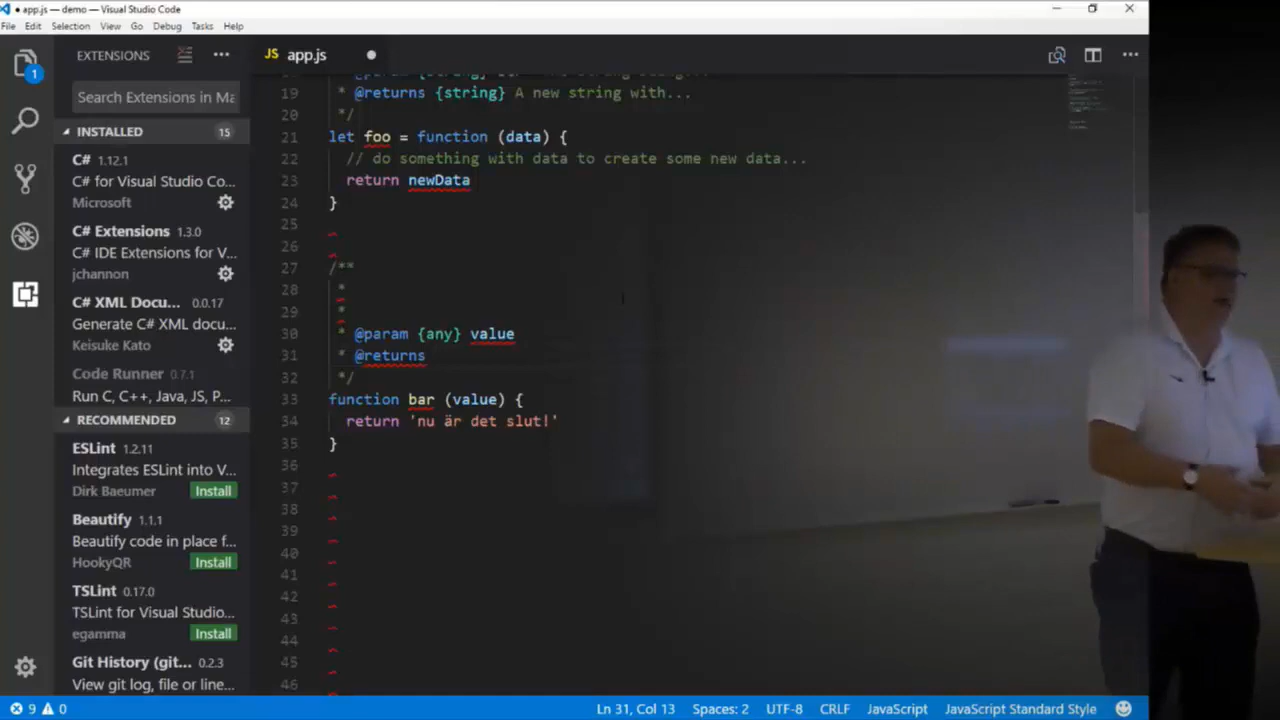 ● app.js — demo — Visual Studio Code
File Edit Selection View Go Debug Tasks Help
1
EXTENSIONS
Search Extensions in Ma
INSTALLED 15
C# 1.12.1
C# for Visual Studio Co...
Microsoft
C# Extensions 1.3.0
C# IDE Extensions for V...
jchannon
C# XML Docu... 0.0.17
Generate C# XML docu...
Keisuke Kato
Code Runner 0.7.1
Run C, C++, Java, JS, P...
RECOMMENDED 12
ESLint 1.2.11
Integrates ESLint into V...
Dirk Baeumer Install
Beautify 1.1.1
Beautify code in place f...
HookyQR Install
TSLint 0.17.0
TSLint for Visual Studio...
egamma Install
Git History (git... 0.2.3
View git log, file or line...
JS app.js
19 * @returns {string} A new string with...
20 */
21 let foo = function (data) {
22 // do something with data to create some new data...
23 return newData
24 }
25
26
27 /**
28 *
29 *
30 * @param {any} value
31 * @returns
32 */
33 function bar (value) {
34 return 'nu är det slut!'
35 }
36
37
38
39
40
41
42
43
44
45
46
9 0 Ln 31, Col 13 Spaces: 2 UTF-8 CRLF JavaScript JavaScript Standard Style